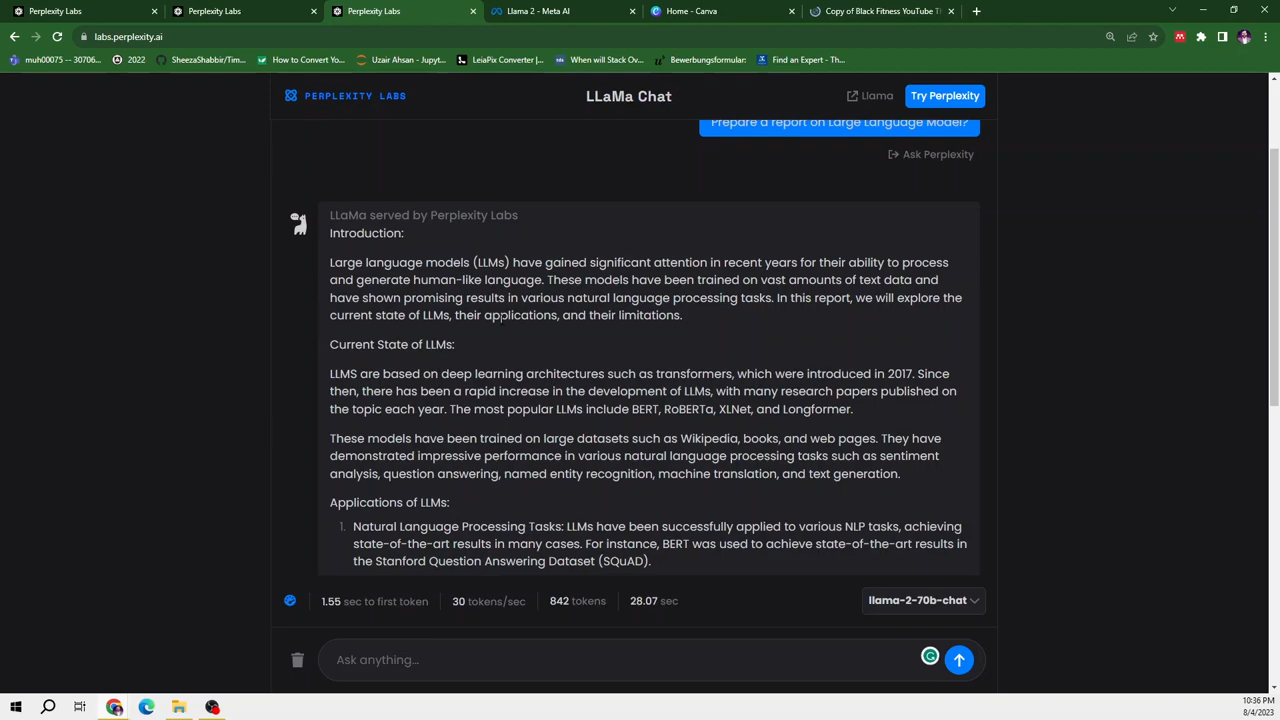 Perplexity Labs
Perplexity Labs
Perplexity Labs
Llama 2 - Meta AI
Home - Canva
Copy of Black Fitness YouTube Th
labs.perplexity.ai
muh00075 -- 30706...
2022
SheezaShabbir/Tim...
How to Convert Yo...
Uzair Ahsan - Jupyt...
LeiaPix Converter |...
When will Stack Ov...
Bewerbungsformular:
Find an Expert - Th...
PERPLEXITY LABS
LLaMa Chat
Llama
Try Perplexity
Prepare a report on Large Language Model?
Ask Perplexity
LLaMa served by Perplexity Labs
Introduction:
Large language models (LLMs) have gained significant attention in recent years for their ability to process
and generate human-like language. These models have been trained on vast amounts of text data and
have shown promising results in various natural language processing tasks. In this report, we will explore the
current state of LLMs, their applications, and their limitations.
Current State of LLMs:
LLMS are based on deep learning architectures such as transformers, which were introduced in 2017. Since
then, there has been a rapid increase in the development of LLMs, with many research papers published on
the topic each year. The most popular LLMs include BERT, RoBERTa, XLNet, and Longformer.
These models have been trained on large datasets such as Wikipedia, books, and web pages. They have
demonstrated impressive performance in various natural language processing tasks such as sentiment
analysis, question answering, named entity recognition, machine translation, and text generation.
Applications of LLMs:
1. Natural Language Processing Tasks: LLMs have been successfully applied to various NLP tasks, achieving
state-of-the-art results in many cases. For instance, BERT was used to achieve state-of-the-art results in
the Stanford Question Answering Dataset (SQuAD).
1.55 sec to first token
30 tokens/sec
842 tokens
28.07 sec
llama-2-70b-chat
Ask anything...
10:36 PM
8/4/2023